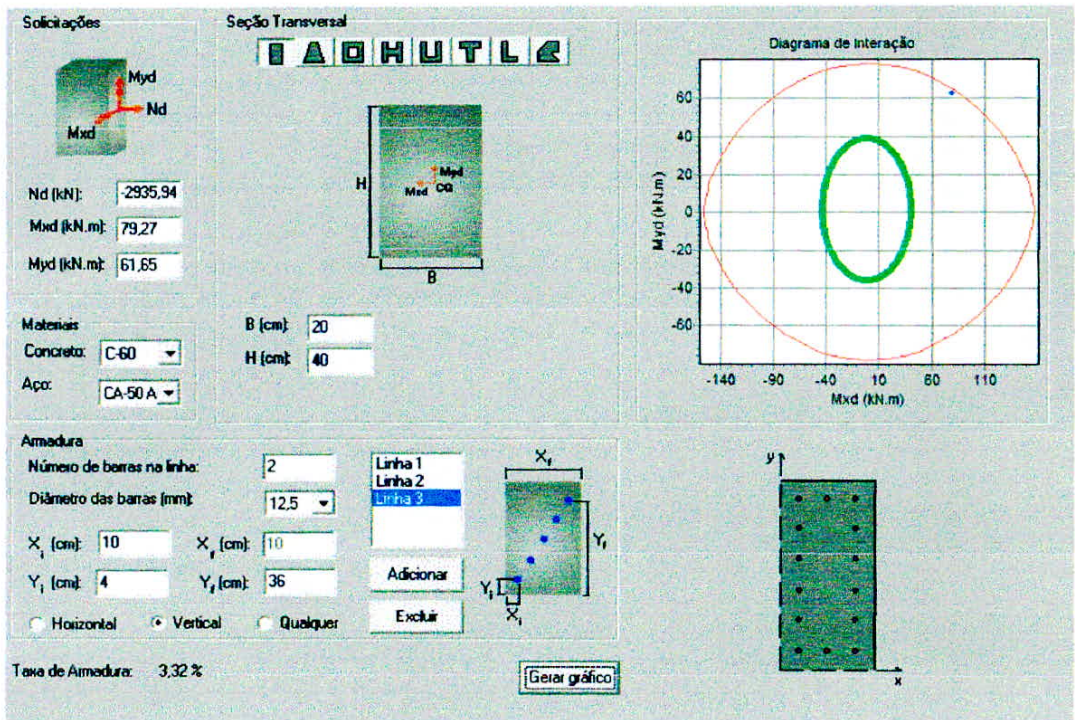 Solicitações
Myd
Nd
Mxd
Nd (kN): -2935,94
Mxd (kN.m): 79,27
Myd (kN.m): 61,65
Seção Transversal
H
Myd
Mxd CG
B
B (cm): 20
H (cm): 40
Diagrama de Interação
Myd (kN.m)
60
40
20
0
-20
-40
-60
-140 -90 -40 10 60 110
Mxd (kN.m)
Materiais
Concreto: C-60
Aço: CA-50 A
Armadura
Número de barras na linha: 2
Diâmetro das barras (mm): 12,5
Xi (cm): 10 Xf (cm): 10
Yi (cm): 4 Yf (cm): 36
Horizontal Vertical Qualquer
Linha 1
Linha 2
Linha 3
Adicionar
Excluir
Xf
Yf
Yi
Xi
y
x
Taxa de Armadura: 3,32 %
Gerar gráfico